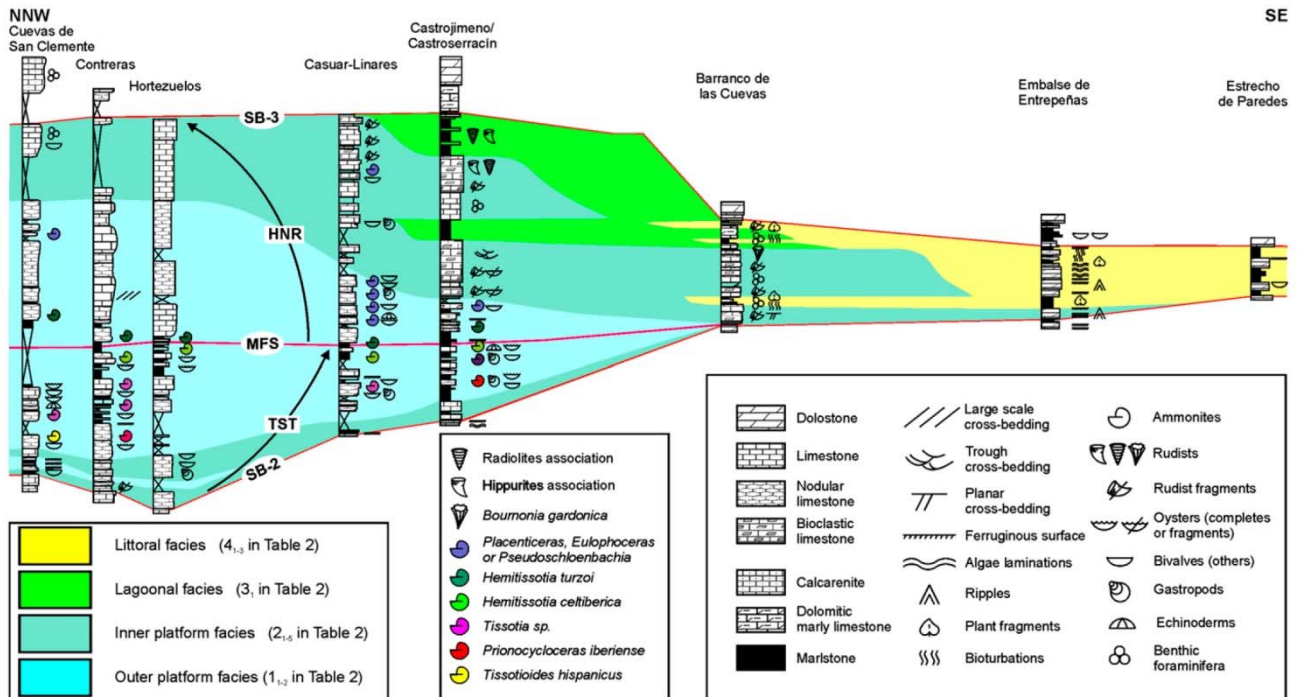 NNW
SE
Cuevas de
San Clemente
Contreras
Hortezuelos
Casuar-Linares
Castrojimeno/
Castroserracín
Barranco de
las Cuevas
Embalse de
Entrepeñas
Estrecho
de Paredes
SB-3
HNR
MFS
TST
SB-2
Littoral facies (4₁₋₃ in Table 2)
Lagoonal facies (3₁ in Table 2)
Inner platform facies (2₁₋₅ in Table 2)
Outer platform facies (1₁₋₂ in Table 2)
Radiolites association
Hippurites association
Bournonia gardonica
Placenticeras, Eulophoceras
or Pseudoschloenbachia
Hemitissotia turzoi
Hemitissotia celtiberica
Tissotia sp.
Prionocycloceras iberiense
Tissotioides hispanicus
Dolostone
Limestone
Nodular
limestone
Bioclastic
limestone
Calcarenite
Dolomitic
marly limestone
Marlstone
Large scale
cross-bedding
Trough
cross-bedding
Planar
cross-bedding
Ferruginous surface
Algae laminations
Ripples
Plant fragments
Bioturbations
Ammonites
Rudists
Rudist fragments
Oysters (completes
or fragments)
Bivalves (others)
Gastropods
Echinoderms
Benthic
foraminifera